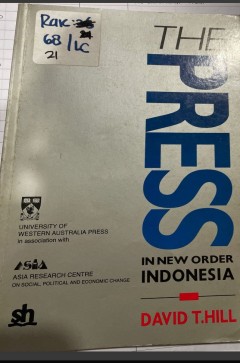 THE
PRESS
IN NEW ORDER
INDONESIA
DAVID T. HILL
RAK
68/LC
21
UNIVERSITY OF
WESTERN AUSTRALIA PRESS
in association with
ASIA
ASIA RESEARCH CENTRE
ON SOCIAL, POLITICAL AND ECONOMIC CHANGE
sh